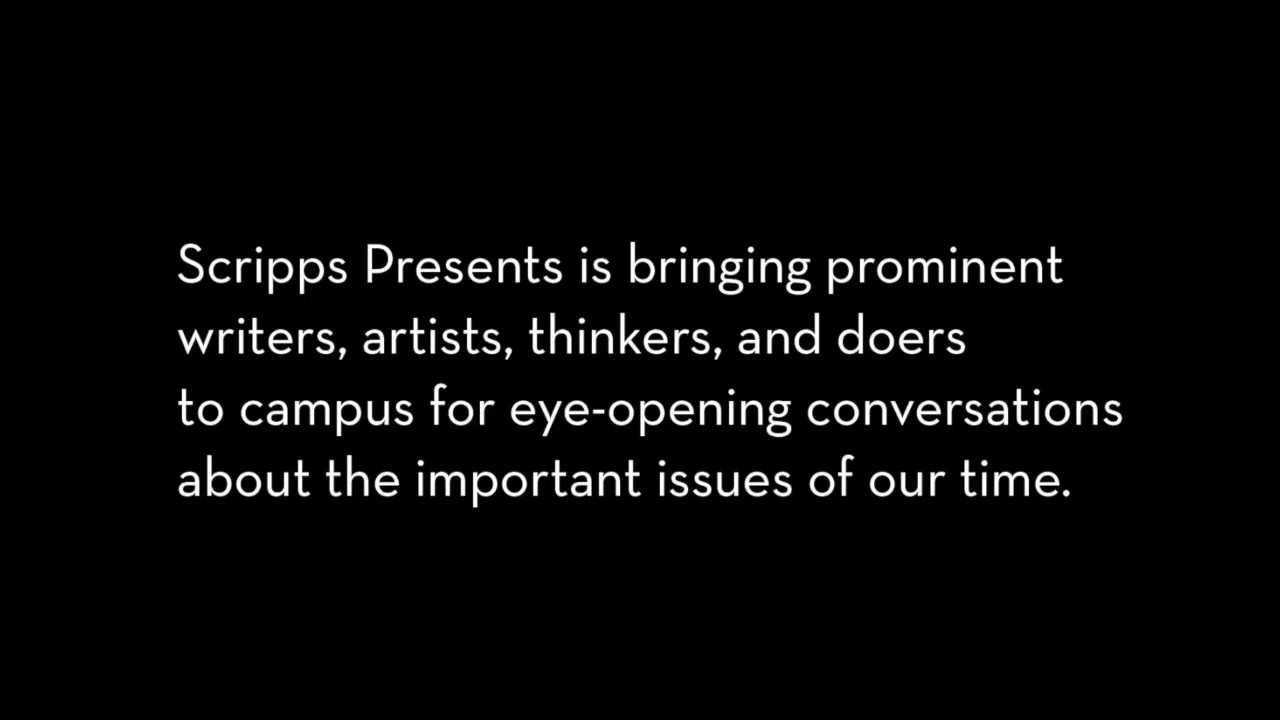 Scripps Presents is bringing prominent
writers, artists, thinkers, and doers
to campus for eye-opening conversations
about the important issues of our time.